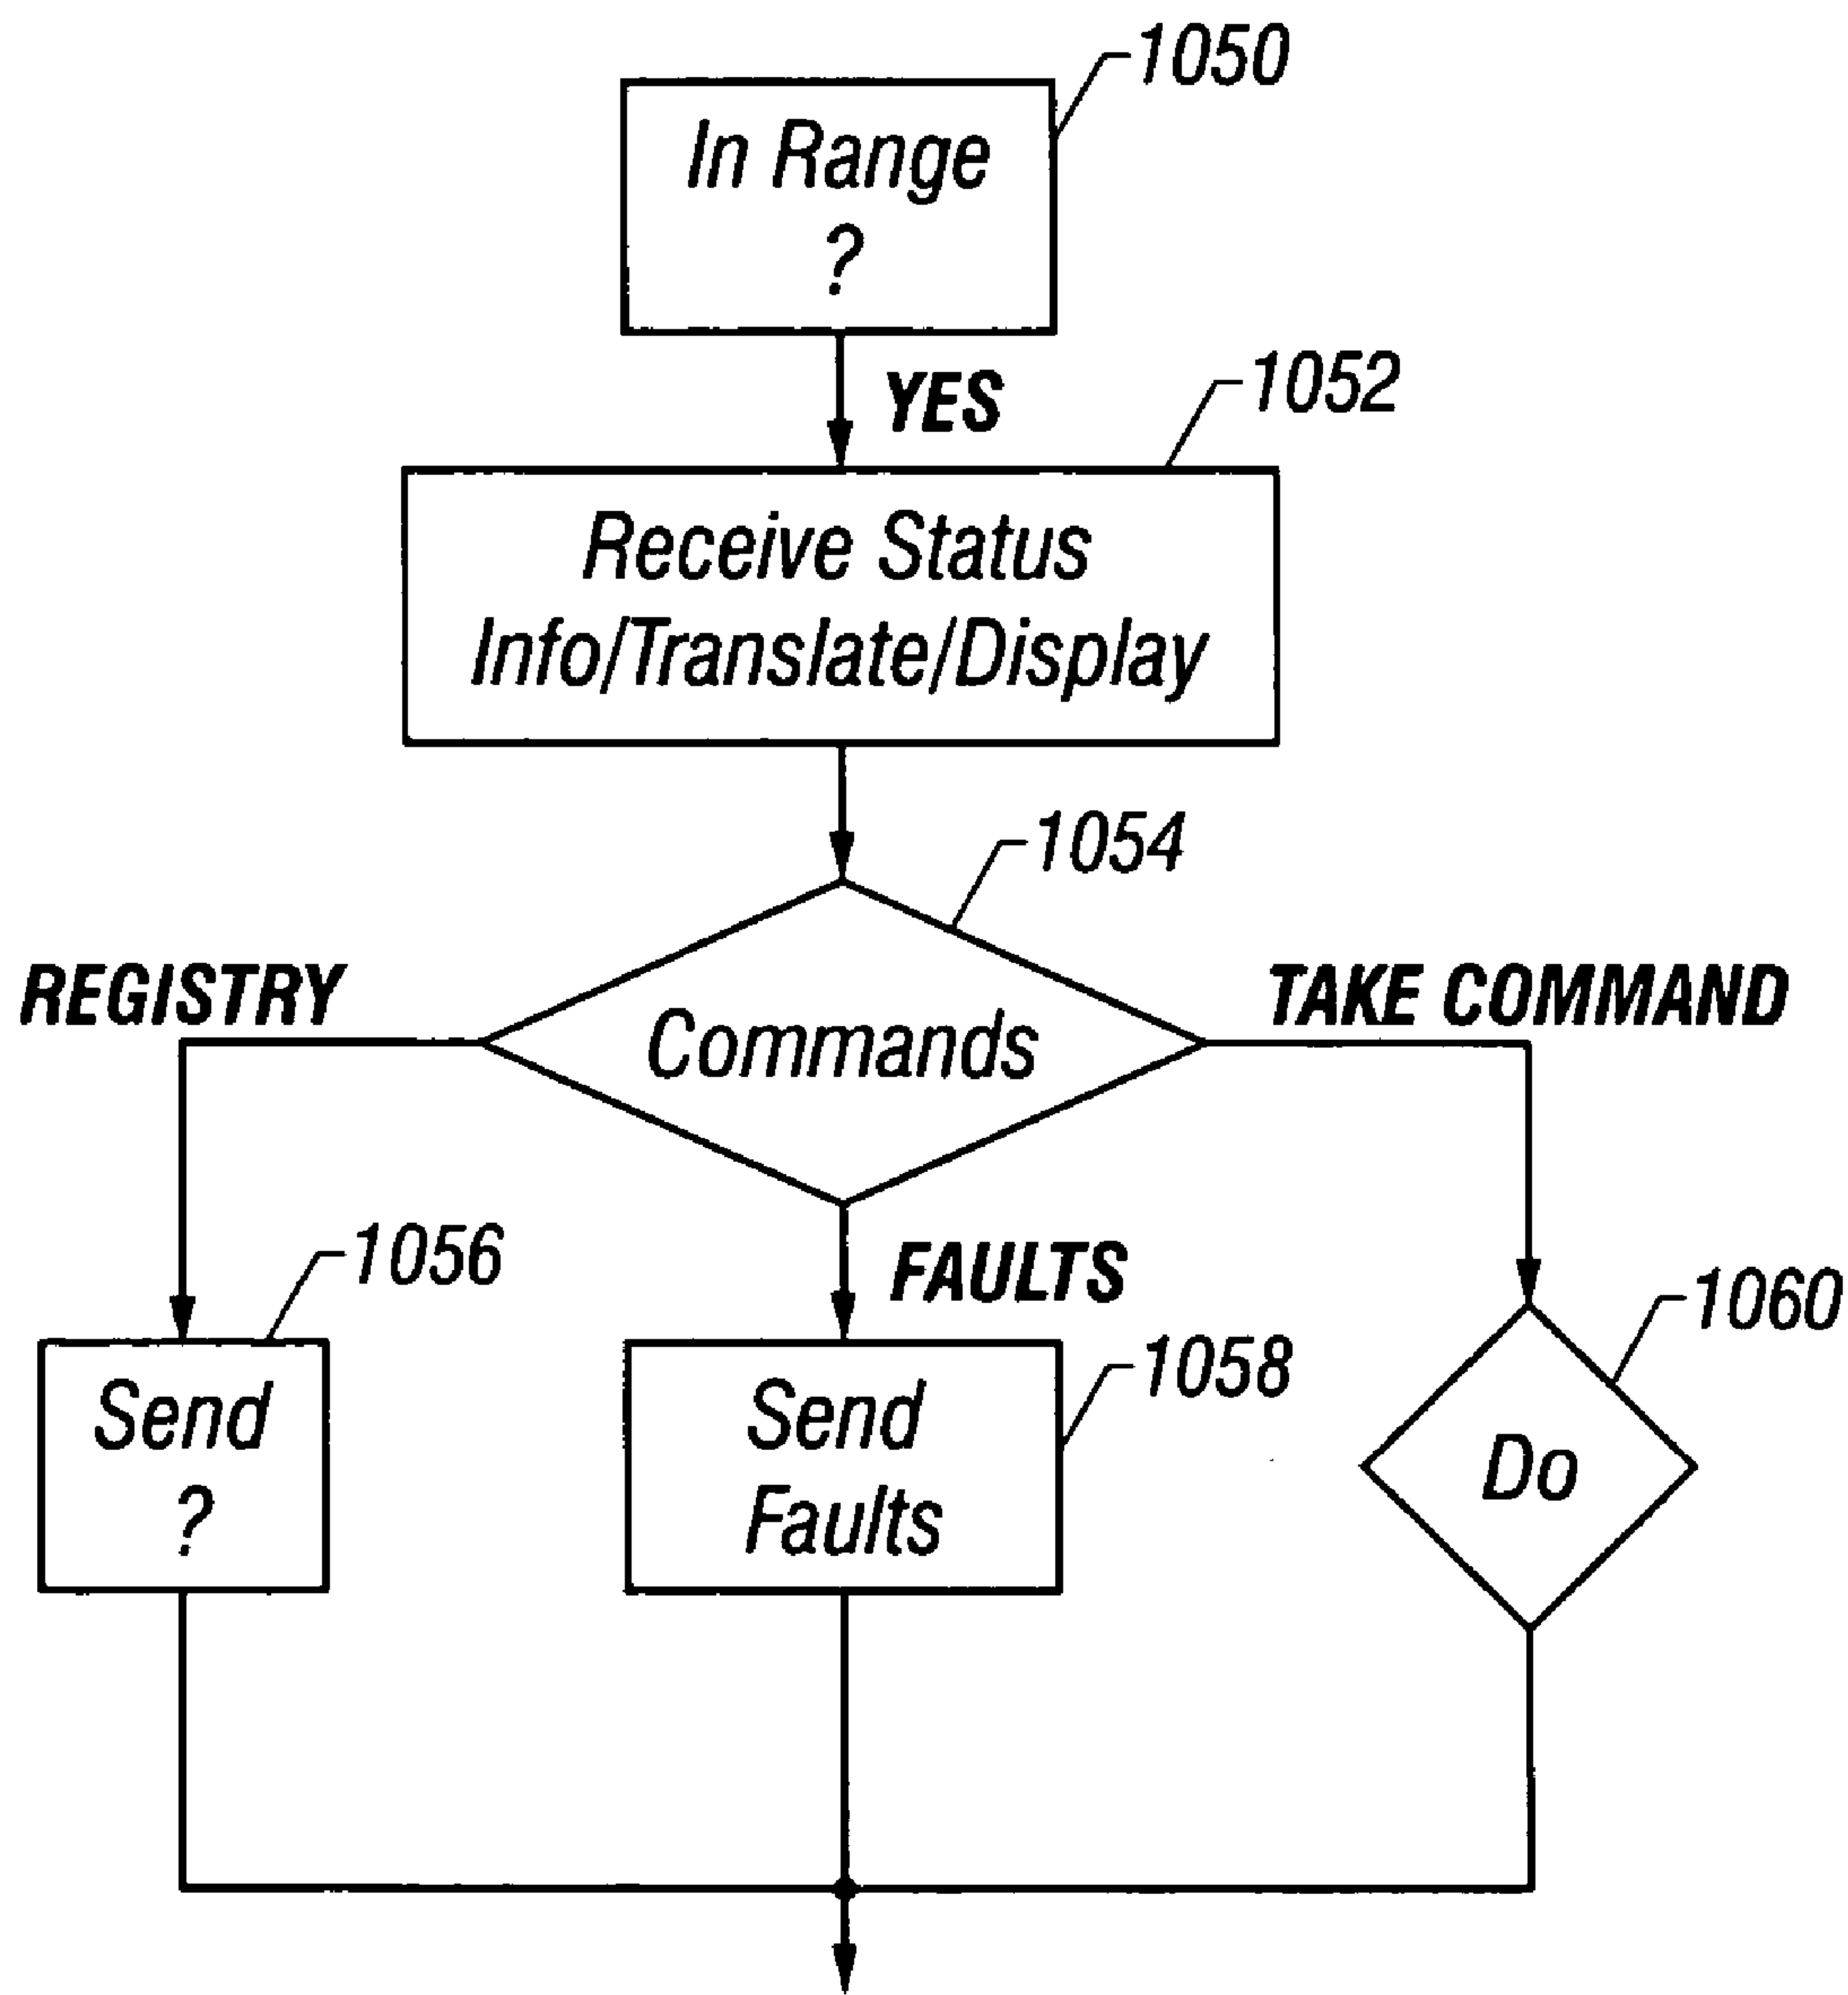 1050
In Range
?
YES
1052
Receive Status
Info/Translate/Display
1054
REGISTRY
Commands
TAKE COMMAND
1056
FAULTS
1060
Send
?
Send
Faults
1058
Do